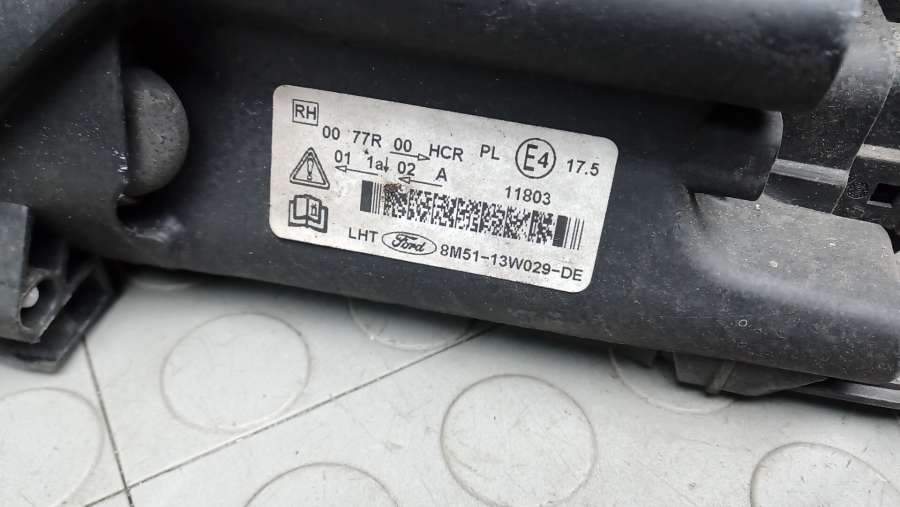 RH
00 77R 00 HCR PL E4 17.5
01 1a 02 A 11803
LHT Ford 8M51-13W029-DE